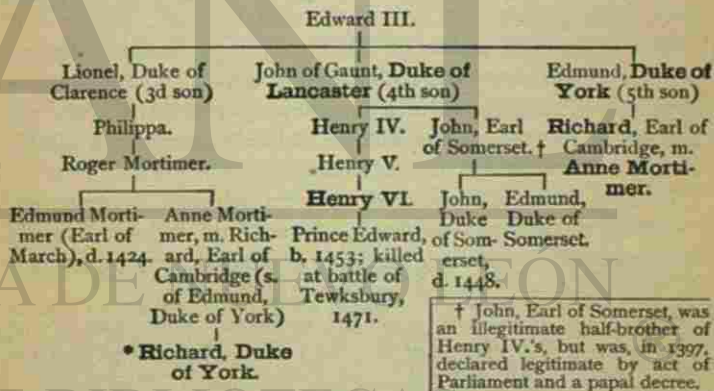 Edward III.
Lionel, Duke of
Clarence (3d son)
John of Gaunt, Duke of
Lancaster (4th son)
Edmund, Duke of
York (5th son)
Philippa.
Henry IV.
John, Earl
of Somerset. †
Richard, Earl of
Cambridge, m.
Anne Morti-
mer.
Roger Mortimer.
Henry V.
Henry VI.
John,
Duke
of Som-
erset,
d. 1448.
Edmund,
Duke of
Somerset.
Edmund Morti-
mer (Earl of
March), d. 1424.
Anne Morti-
mer, m. Rich-
ard, Earl of
Cambridge (s.
of Edmund,
Duke of York)
Prince Edward,
b. 1453; killed
at battle of
Tewksbury,
1471.
• Richard, Duke
of York.
† John, Earl of Somerset, was
an illegitimate half-brother of
Henry IV.'s, but was, in 1397,
declared legitimate by act of
Parliament and a papal decree.
ANL
A DE NUEVO LEÓN